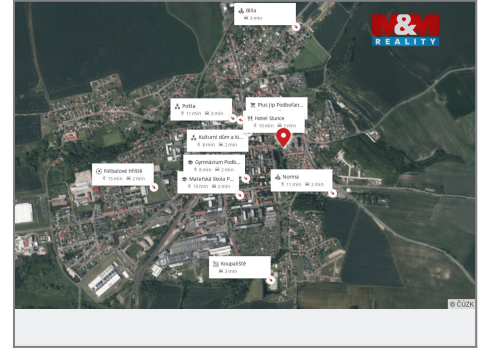 Billa
3 min
M&M
REALITY
Pošta
11 min 2 min
Plus Jip Podbořan...
Hotel Slunce
10 min 2 min
Kulturní dům a ki...
8 min 2 min
Gymnázium Podb...
8 min 2 min
Fotbalové hřiště
15 min 2 min
Mateřská škola P...
10 min 2 min
Norma
11 min 3 min
Koupaliště
3 min
© ČÚZK